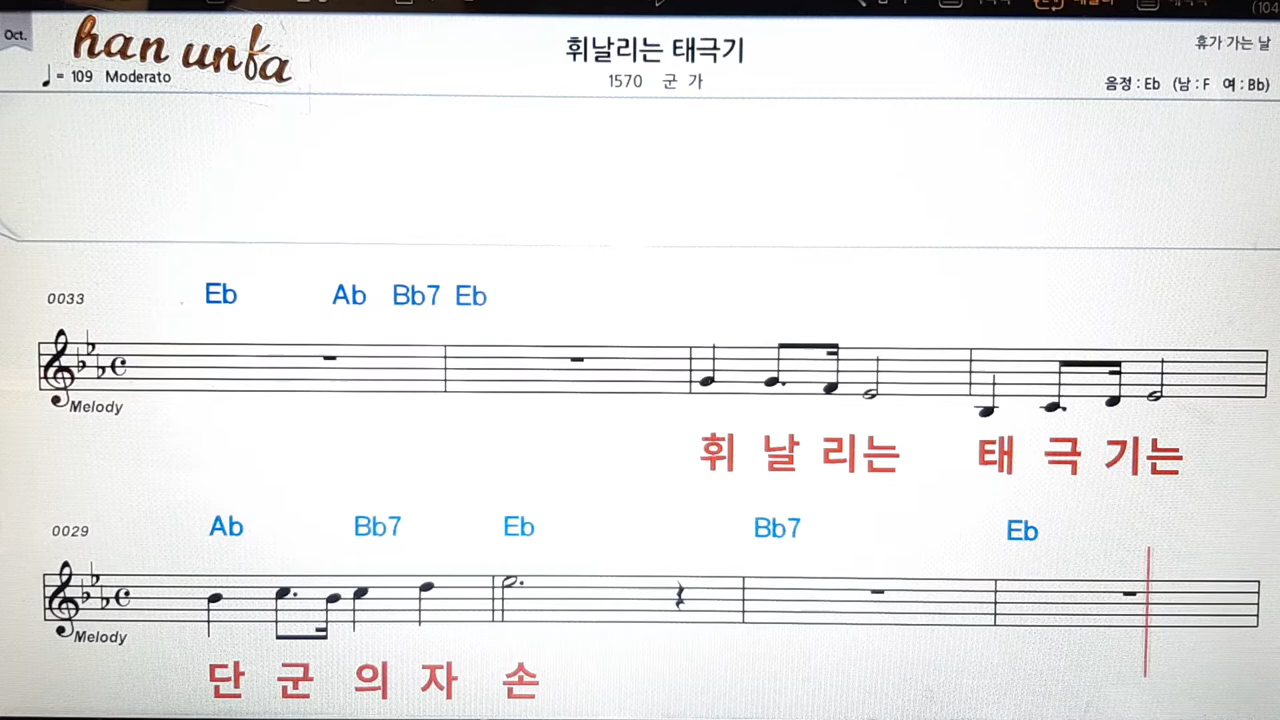 Oct.
han unfa
휘날리는 태극기
휴가 가는 날
♩= 109 Moderato
1570 군 가
음정 : Eb (남 : F 여 : Bb)
0033 Eb Ab Bb7 Eb
Melody
휘 날 리는 태 극 기는
0029 Ab Bb7 Eb Bb7 Eb
Melody
단 군 의 자 손